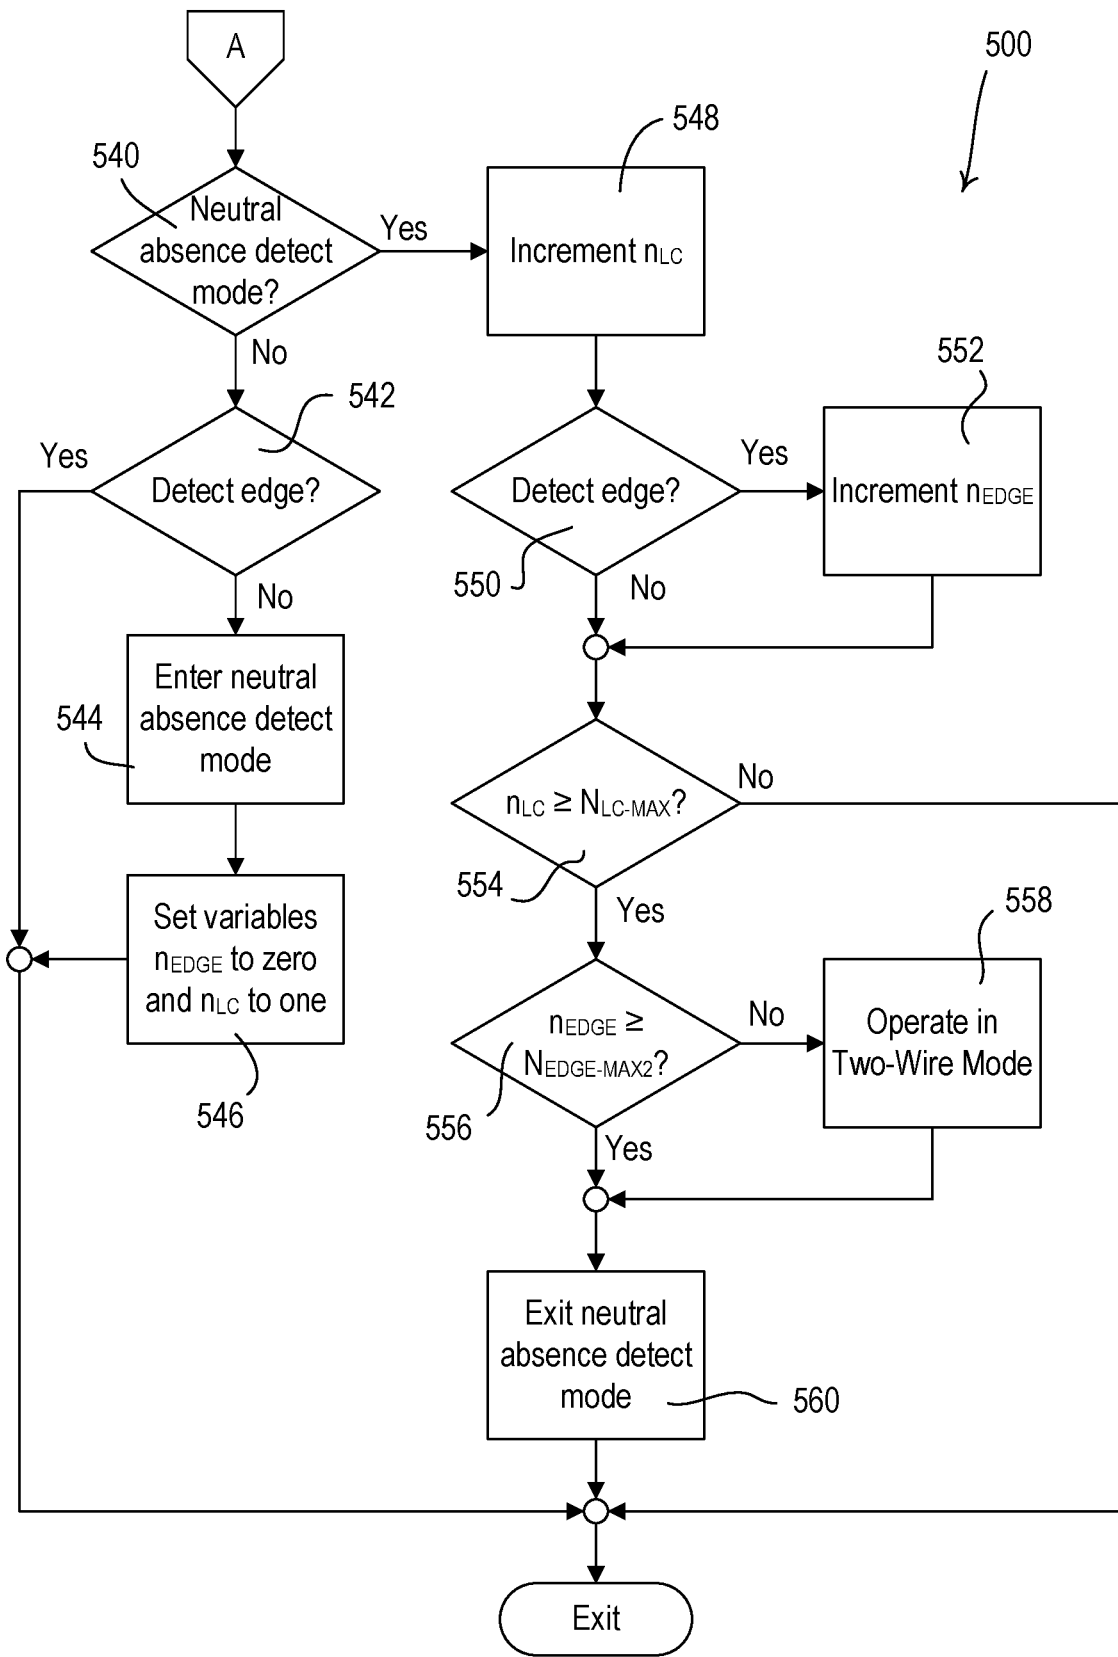 A
500
548
540
Neutral
absence detect
mode?
Yes
Increment nLC
No
552
542
Yes
Detect edge?
Detect edge?
Yes
Increment nEDGE
550
No
No
Enter neutral
absence detect
mode
544
nLC ≥ NLC-MAX?
No
554
Yes
558
Set variables
nEDGE to zero
and nLC to one
546
nEDGE ≥
NEDGE-MAX2?
No
Operate in
Two-Wire Mode
556
Yes
Exit neutral
absence detect
mode
560
Exit